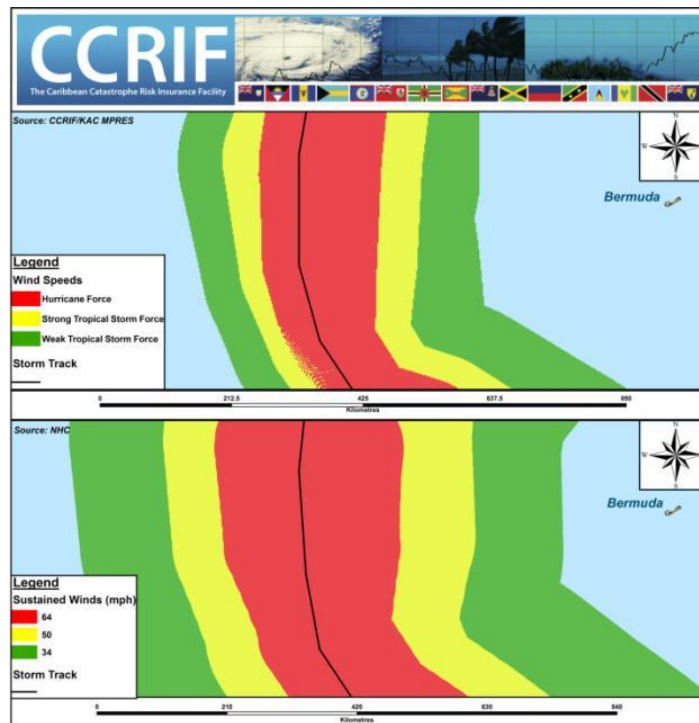 CCRIF
The Caribbean Catastrophe Risk Insurance Facility
Source: CCRIF/KAC MPRES
N
W
E
S
Bermuda
Legend
Wind Speeds
Hurricane Force
Strong Tropical Storm Force
Weak Tropical Storm Force
Storm Track
0 212.5 425 637.5 850
Kilometres
Source: NHC
N
W
E
S
Bermuda
Legend
Sustained Winds (mph)
64
50
34
Storm Track
0 210 420 630 840
Kilometres